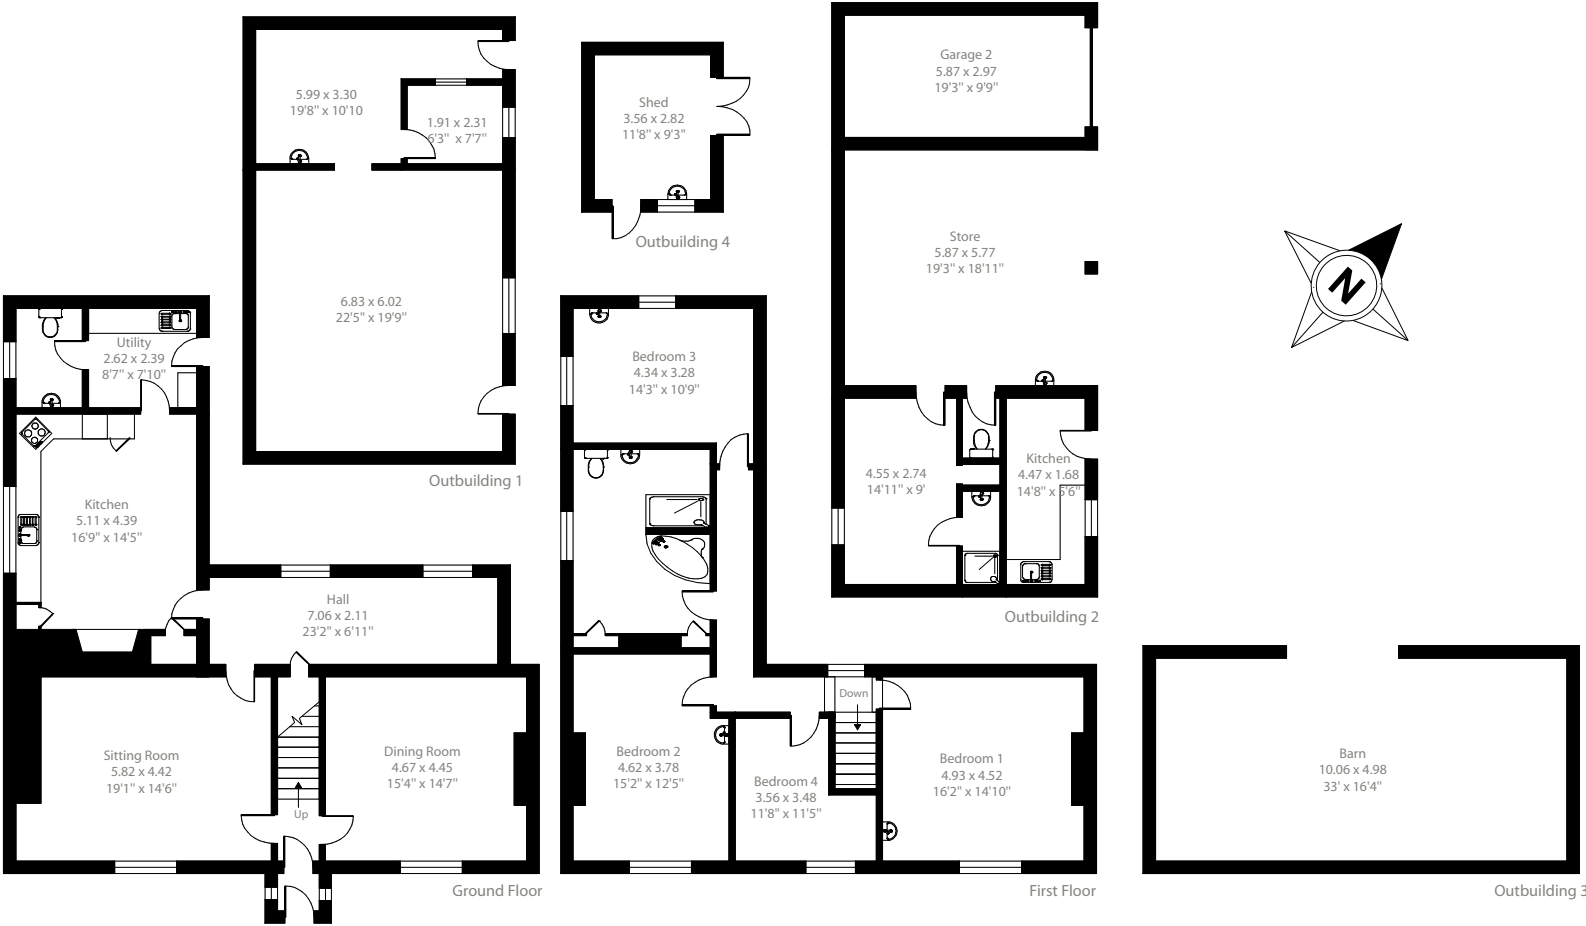 5.99 x 3.30
19'8" x 10'10
1.91 x 2.31
6'3" x 7'7"
6.83 x 6.02
22'5" x 19'9"
Outbuilding 1
Shed
3.56 x 2.82
11'8" x 9'3"
Outbuilding 4
Garage 2
5.87 x 2.97
19'3" x 9'9"
Store
5.87 x 5.77
19'3" x 18'11"
4.55 x 2.74
14'11" x 9'
Kitchen
4.47 x 1.68
14'8" x 5'6"
Outbuilding 2
N
Utility
2.62 x 2.39
8'7" x 7'10"
Kitchen
5.11 x 4.39
16'9" x 14'5"
Hall
7.06 x 2.11
23'2" x 6'11"
Sitting Room
5.82 x 4.42
19'1" x 14'6"
Up
Dining Room
4.67 x 4.45
15'4" x 14'7"
Ground Floor
Bedroom 3
4.34 x 3.28
14'3" x 10'9"
Down
Bedroom 2
4.62 x 3.78
15'2" x 12'5"
Bedroom 4
3.56 x 3.48
11'8" x 11'5"
Bedroom 1
4.93 x 4.52
16'2" x 14'10"
First Floor
Barn
10.06 x 4.98
33' x 16'4"
Outbuilding 3